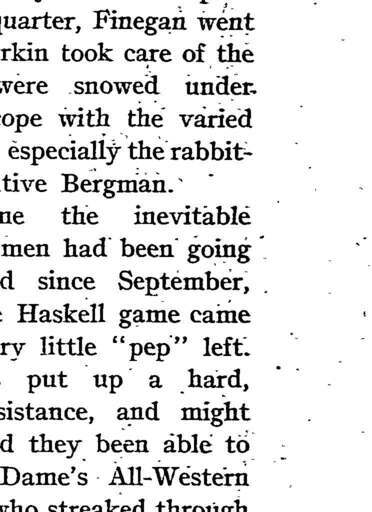 quarter, Finegan went
rkin took care of the
were snowed under.
cope with the varied
especially the rabbit-
tive Bergman.
ne the inevitable
men had been going
d since September,
e Haskell game came
ry little "pep" left.
put up a hard,
sistance, and might
d they been able to
Dame's All-Western
who streaked through